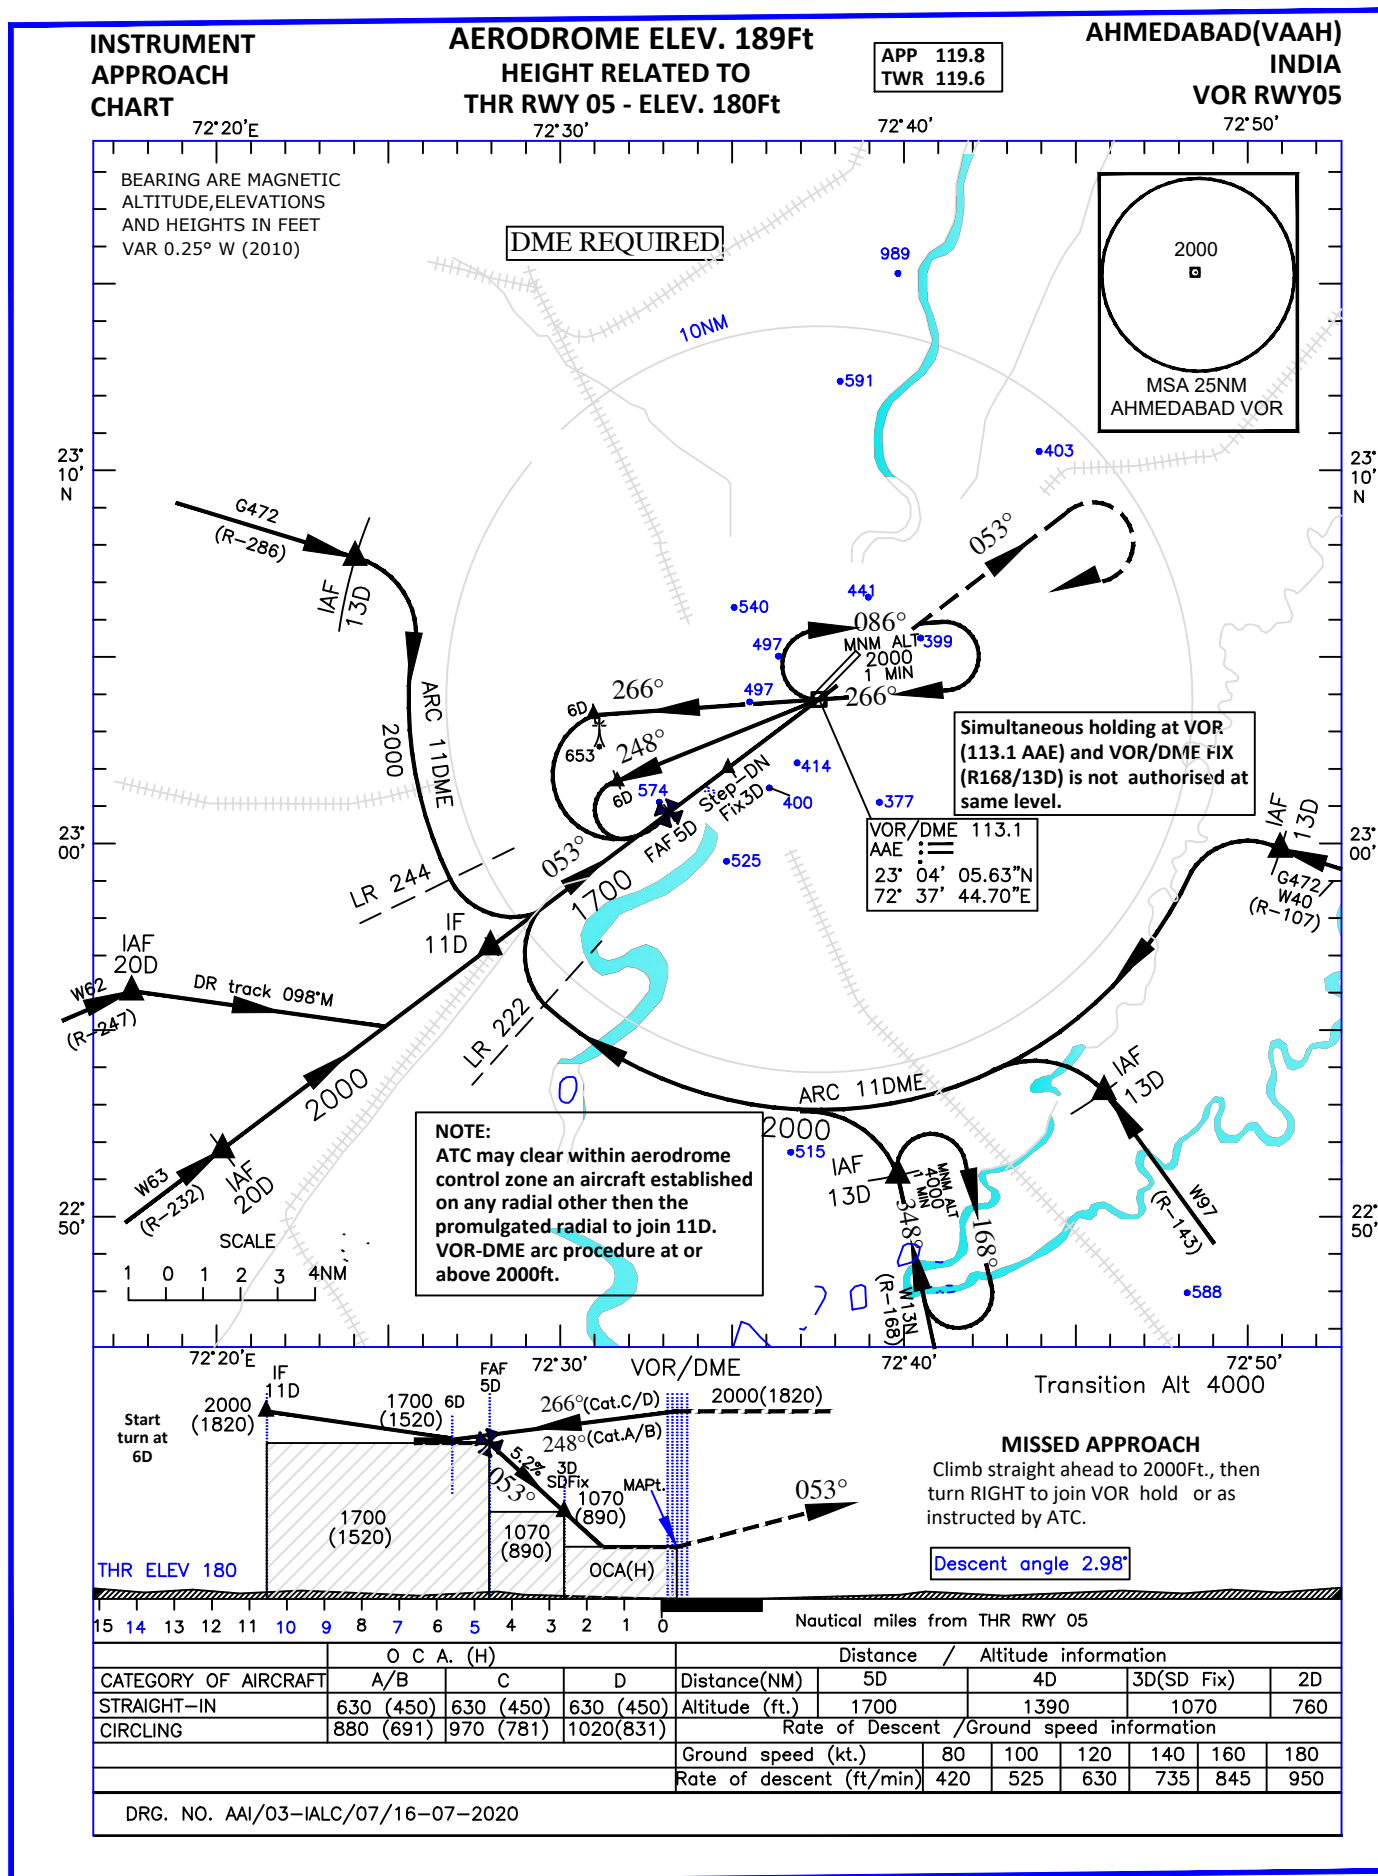 INSTRUMENT
APPROACH
CHART
AERODROME ELEV. 189Ft
HEIGHT RELATED TO
THR RWY 05 - ELEV. 180Ft
APP 119.8
TWR 119.6
AHMEDABAD(VAAH)
INDIA
VOR RWY05
72°20'E
72°30'
72°40'
72°50'
BEARING ARE MAGNETIC
ALTITUDE,ELEVATIONS
AND HEIGHTS IN FEET
VAR 0.25° W (2010)
DME REQUIRED
2000
MSA 25NM
AHMEDABAD VOR
989
10NM
591
403
23°
10'
N
23°
10'
N
G472
(R-286)
IAF
13D
053°
540
441
086°
399
497
MNM ALT
2000
1 MIN
266°
497
266°
6D
653
248°
6D
574
ARC 11DME
2000
Step-DN
Fix3D
414
400
377
FAF 5D
525
Simultaneous holding at VOR
(113.1 AAE) and VOR/DME FIX
(R168/13D) is not authorised at
same level.
VOR/DME 113.1
AAE
23° 04' 05.63"N
72° 37' 44.70"E
IAF
13D
G472/
W40
(R-107)
23°
00'
23°
00'
053°
1700
LR 244
IF
11D
IAF
20D
W62
(R-247)
DR track 098°M
LR 222
2000
W63
(R-232)
IAF
20D
ARC 11DME
2000
IAF
13D
515
IAF
13D
MNM ALT
4000
1 MIN
348°
168°
W97
(R-143)
W13N
(R-168)
588
22°
50'
22°
50'
NOTE:
ATC may clear within aerodrome
control zone an aircraft established
on any radial other then the
promulgated radial to join 11D.
VOR-DME arc procedure at or
above 2000ft.
SCALE
1 0 1 2 3 4NM
72°20'E
72°30'
72°40'
72°50'
VOR/DME
Transition Alt 4000
Start
turn at
6D
2000
(1820)
IF
11D
1700
(1520)
6D
FAF
5D
266° (Cat.C/D)
248° (Cat.A/B)
2000(1820)
5.2%
053°
3D
SDFix
1070
(890)
MAPt.
053°
1700
(1520)
1070
(890)
OCA(H)
THR ELEV 180
MISSED APPROACH
Climb straight ahead to 2000Ft., then
turn RIGHT to join VOR hold or as
instructed by ATC.
Descent angle 2.98°
15 14 13 12 11 10 9 8 7 6 5 4 3 2 1 0
Nautical miles from THR RWY 05
O C A. (H)
CATEGORY OF AIRCRAFT A/B C D
STRAIGHT-IN 630 (450) 630 (450) 630 (450)
CIRCLING 880 (691) 970 (781) 1020(831)
Distance / Altitude information
Distance(NM) 5D 4D 3D(SD Fix) 2D
Altitude (ft.) 1700 1390 1070 760
Rate of Descent /Ground speed information
Ground speed (kt.) 80 100 120 140 160 180
Rate of descent (ft/min) 420 525 630 735 845 950
DRG. NO. AAI/03-IALC/07/16-07-2020